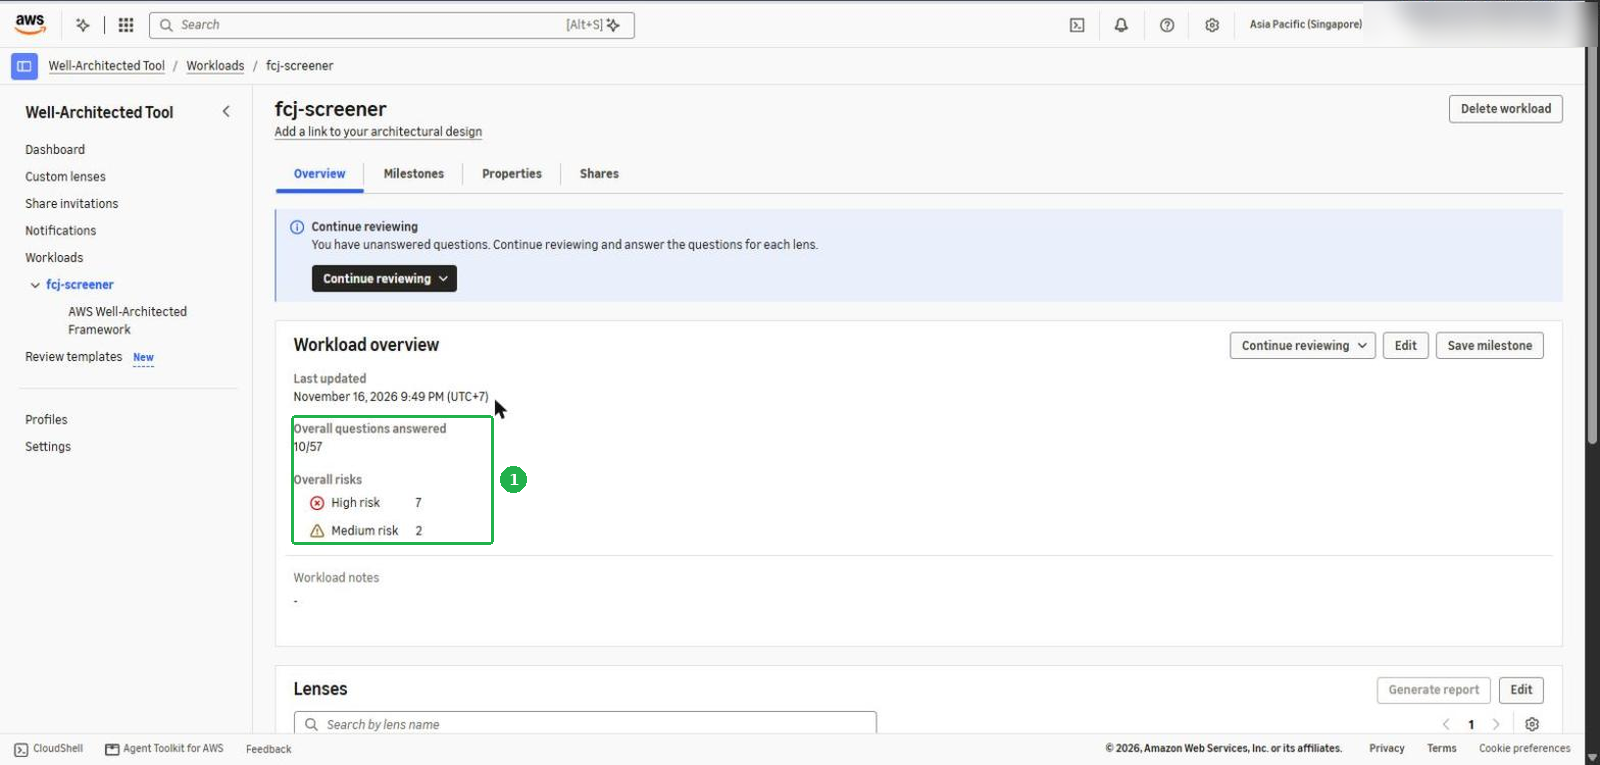 aws
Search
[Alt+S]
Asia Pacific (Singapore)
Well-Architected Tool / Workloads / fcj-screener
Well-Architected Tool
Dashboard
Custom lenses
Share invitations
Notifications
Workloads
fcj-screener
AWS Well-Architected
Framework
Review templates New
Profiles
Settings
fcj-screener
Delete workload
Add a link to your architectural design
Overview
Milestones
Properties
Shares
Continue reviewing
You have unanswered questions. Continue reviewing and answer the questions for each lens.
Continue reviewing
Workload overview
Continue reviewing
Edit
Save milestone
Last updated
November 16, 2026 9:49 PM (UTC+7)
Overall questions answered
10/57
Overall risks
High risk 7
Medium risk 2
1
Workload notes
-
Lenses
Generate report
Edit
Search by lens name
1
CloudShell
Agent Toolkit for AWS
Feedback
© 2026, Amazon Web Services, Inc. or its affiliates.
Privacy
Terms
Cookie preferences